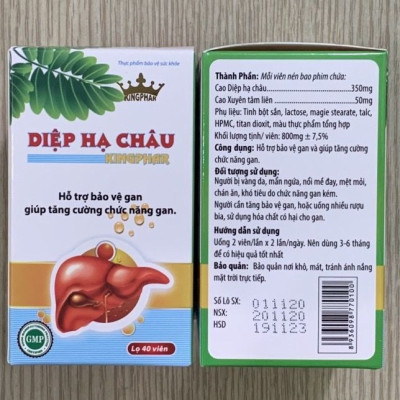 Thực phẩm bảo vệ sức khỏe
KINGPHAR
DIỆP HẠ CHÂU
KINGPHAR
Hỗ trợ bảo vệ gan
giúp tăng cường chức năng gan.
GMP
Lọ 40 viên
Thành Phần: Mỗi viên nén bao phim chứa:
Cao Diệp hạ châu................................350mg
Cao Xuyên tâm liên..............................50mg
Phụ liệu: Tinh bột sắn, lactose, magie stearate, talc,
HPMC, titan dioxit, màu thực phẩm tổng hợp
Khối lượng tịnh/ viên: 800mg ± 7,5%
Công dụng: Hỗ trợ bảo vệ gan và giúp tăng cường
chức năng gan.
Đối tượng sử dụng:
Người bị vàng da, mẩn ngứa, nổi mề đay, mệt mỏi,
chán ăn, khó tiêu do chức năng gan kém.
Người cần tăng bảo vệ gan, hoặc uống nhiều rượu
bia, sử dụng hóa chất có hại cho gan.
Hướng dẫn sử dụng
Uống 2 viên/lần x 2 lần/ngày. Nên dùng 3-6 tháng
để có hiệu quả tốt nhất
Bảo quản: Bảo quản nơi khô, mát, tránh ánh nắng
mặt trời trực tiếp.
Số Lô SX: 011120
NSX: 201120
HSD 191123
8936098770100